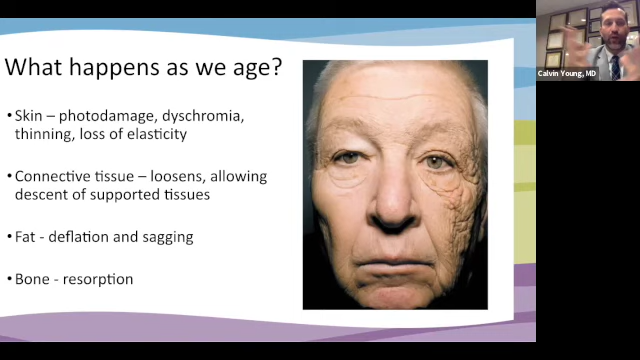 What happens as we age?
• Skin – photodamage, dyschromia,
thinning, loss of elasticity
• Connective tissue – loosens, allowing
descent of supported tissues
• Fat - deflation and sagging
• Bone - resorption
Calvin Young, MD